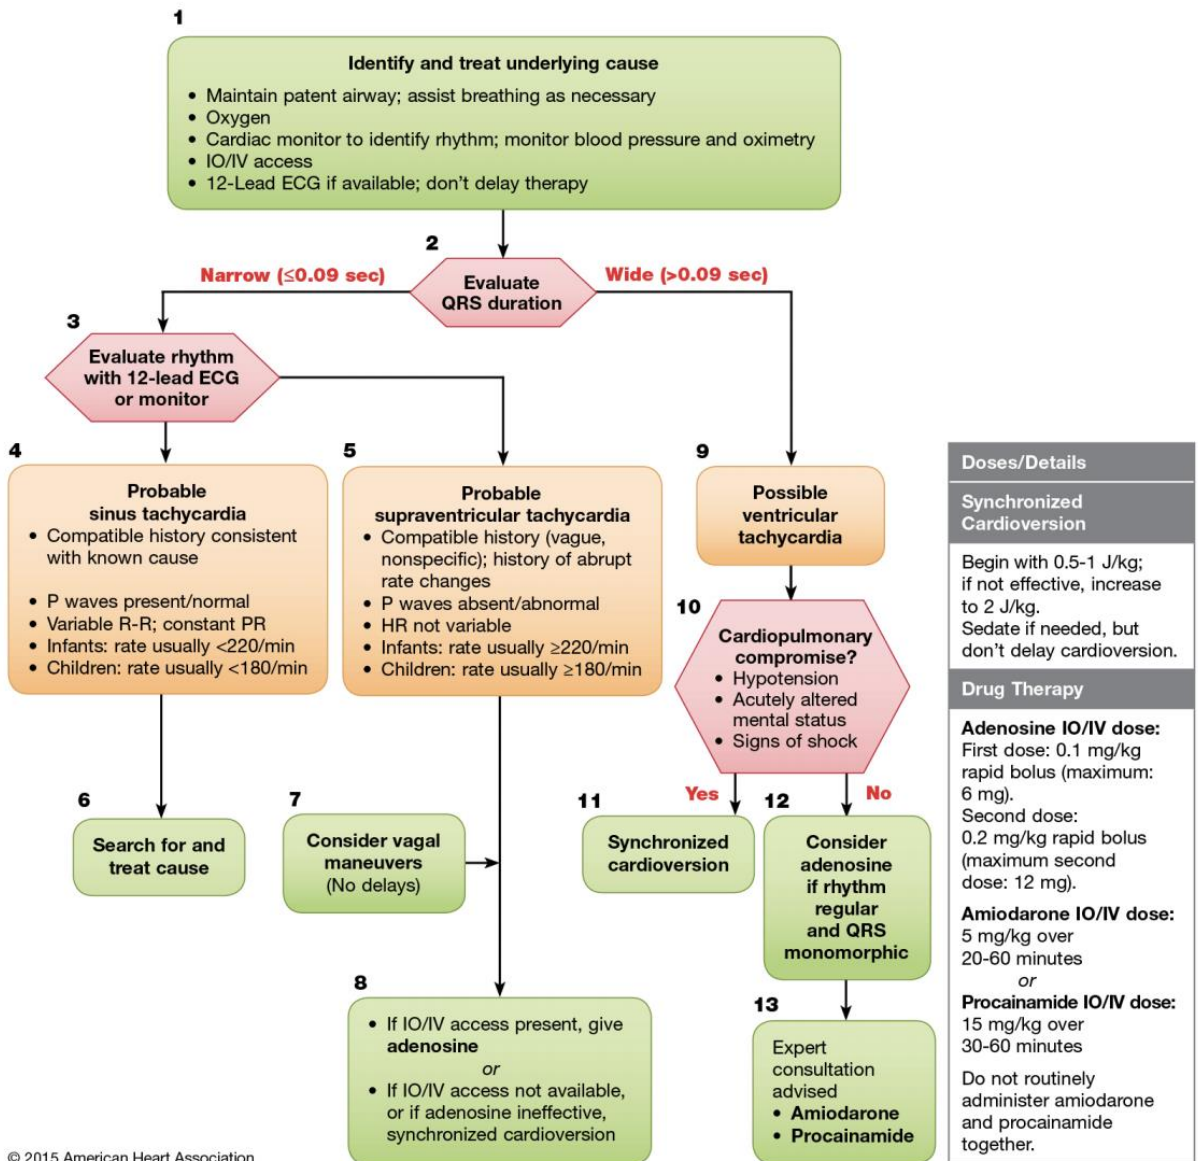 1
Identify and treat underlying cause
• Maintain patent airway; assist breathing as necessary
• Oxygen
• Cardiac monitor to identify rhythm; monitor blood pressure and oximetry
• IO/IV access
• 12-Lead ECG if available; don't delay therapy
2
Narrow (≤0.09 sec)
Evaluate
QRS duration
Wide (>0.09 sec)
3
Evaluate rhythm
with 12-lead ECG
or monitor
4
Probable
sinus tachycardia
• Compatible history consistent
with known cause
• P waves present/normal
• Variable R-R; constant PR
• Infants: rate usually <220/min
• Children: rate usually <180/min
5
Probable
supraventricular tachycardia
• Compatible history (vague,
nonspecific); history of abrupt
rate changes
• P waves absent/abnormal
• HR not variable
• Infants: rate usually ≥220/min
• Children: rate usually ≥180/min
9
Possible
ventricular
tachycardia
10
Cardiopulmonary
compromise?
• Hypotension
• Acutely altered
mental status
• Signs of shock
Yes
No
6
Search for and
treat cause
7
Consider vagal
maneuvers
(No delays)
11
Synchronized
cardioversion
12
Consider
adenosine
if rhythm
regular
and QRS
monomorphic
8
• If IO/IV access present, give
adenosine
or
• If IO/IV access not available,
or if adenosine ineffective,
synchronized cardioversion
13
Expert
consultation
advised
• Amiodarone
• Procainamide
Doses/Details
Synchronized
Cardioversion
Begin with 0.5-1 J/kg;
if not effective, increase
to 2 J/kg.
Sedate if needed, but
don't delay cardioversion.
Drug Therapy
Adenosine IO/IV dose:
First dose: 0.1 mg/kg
rapid bolus (maximum:
6 mg).
Second dose:
0.2 mg/kg rapid bolus
(maximum second
dose: 12 mg).
Amiodarone IO/IV dose:
5 mg/kg over
20-60 minutes
or
Procainamide IO/IV dose:
15 mg/kg over
30-60 minutes
Do not routinely
administer amiodarone
and procainamide
together.
© 2015 American Heart Association